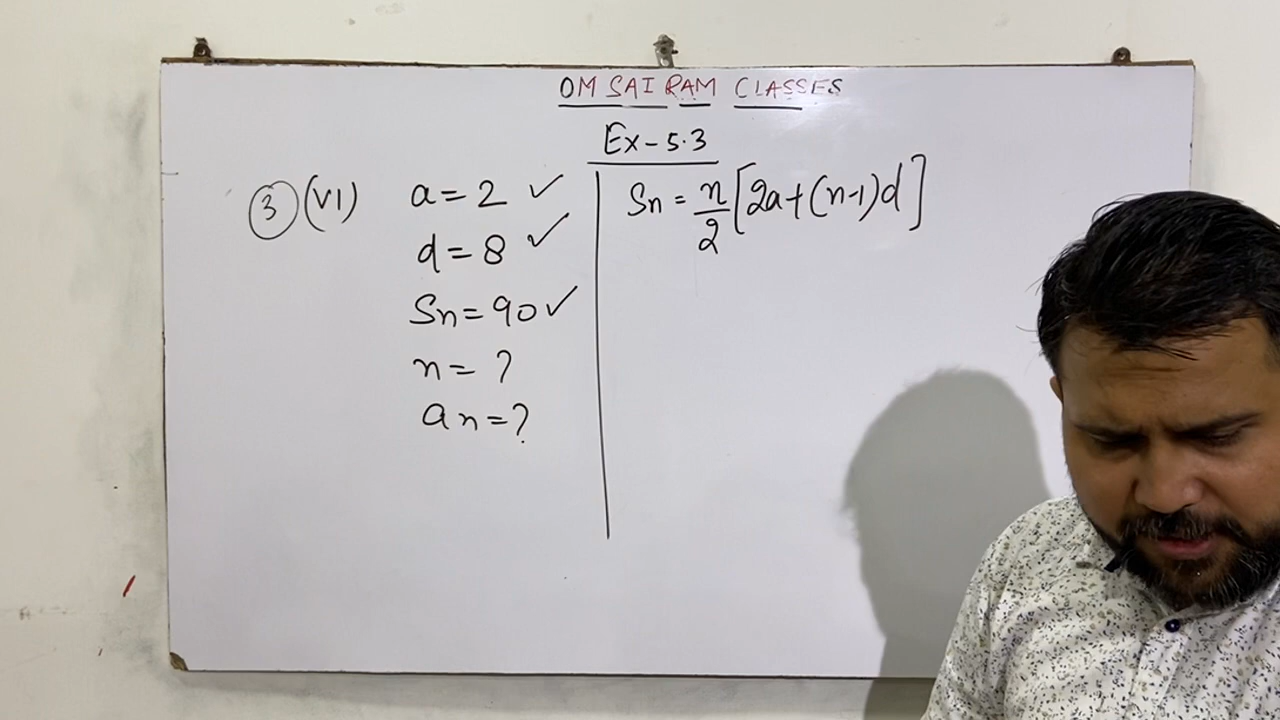 OM SAI RAM CLASSES
Ex-5.3
③ (VI) a = 2 ✓
d = 8 ✓
Sn = 90 ✓
n = ?
an = ?
Sn = n/2 [2a+(n-1)d]